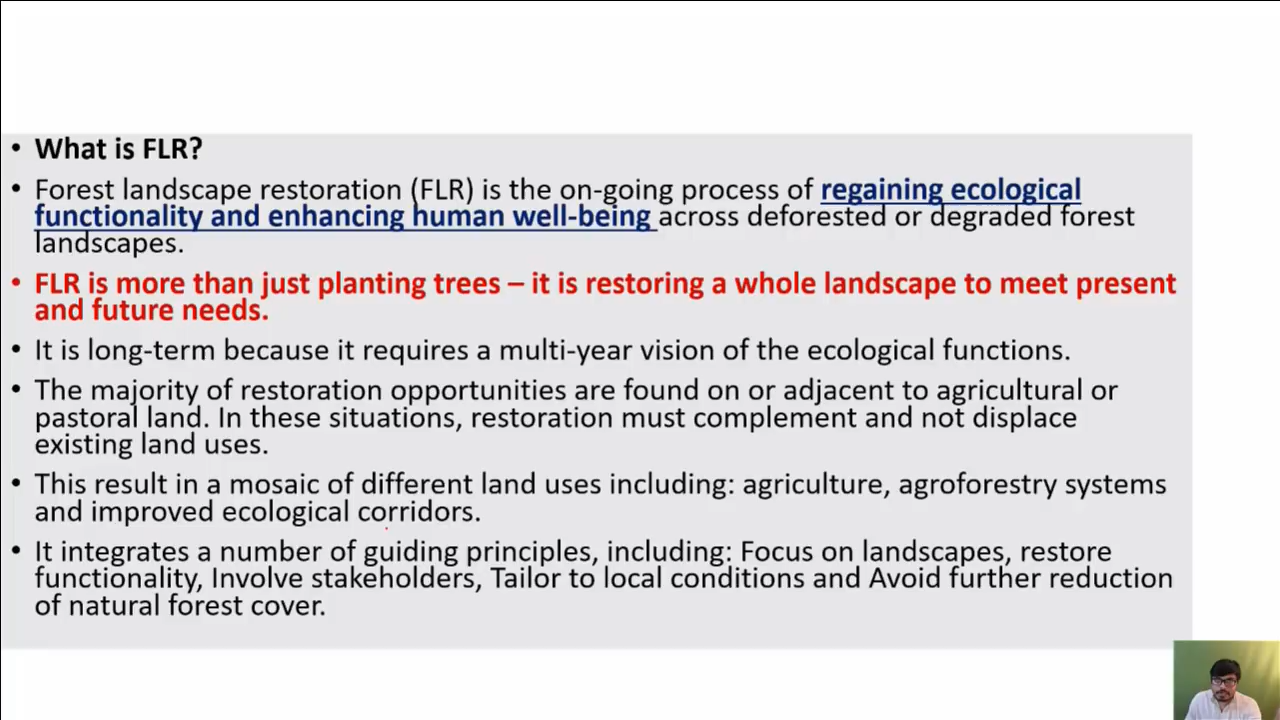 • What is FLR?
• Forest landscape restoration (FLR) is the on-going process of regaining ecological
functionality and enhancing human well-being across deforested or degraded forest
landscapes.
• FLR is more than just planting trees – it is restoring a whole landscape to meet present
and future needs.
• It is long-term because it requires a multi-year vision of the ecological functions.
• The majority of restoration opportunities are found on or adjacent to agricultural or
pastoral land. In these situations, restoration must complement and not displace
existing land uses.
• This result in a mosaic of different land uses including: agriculture, agroforestry systems
and improved ecological corridors.
• It integrates a number of guiding principles, including: Focus on landscapes, restore
functionality, Involve stakeholders, Tailor to local conditions and Avoid further reduction
of natural forest cover.